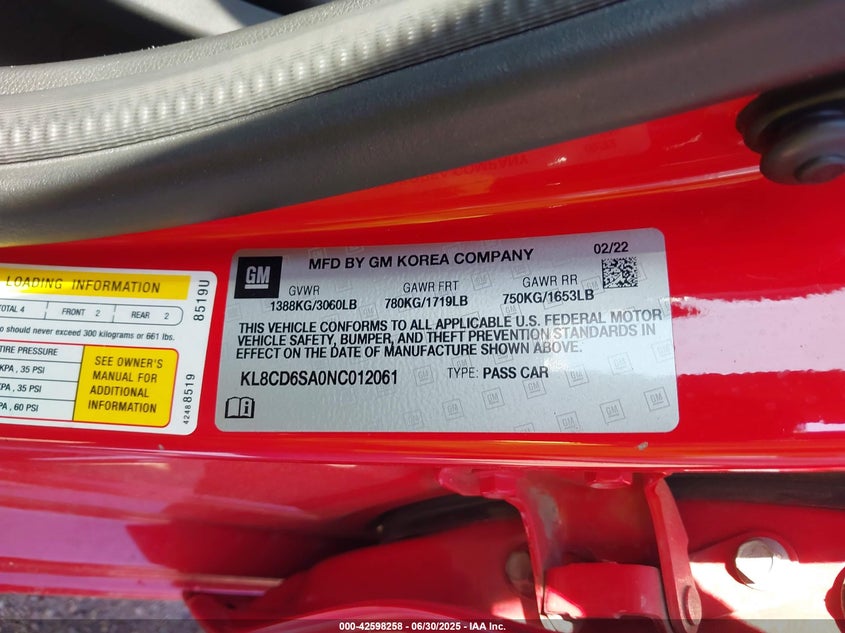 LOADING INFORMATION
TOTAL 4 FRONT 2 REAR 2
should never exceed 300 kilograms or 661 lbs.
TIRE PRESSURE
KPA , 35 PSI
KPA , 35 PSI
KPA , 60 PSI
SEE OWNER'S
MANUAL FOR
ADDITIONAL
INFORMATION
8519U
42488519
GM
MFD BY GM KOREA COMPANY
02/22
GVWR GAWR FRT GAWR RR
1388KG/3060LB 780KG/1719LB 750KG/1653LB
THIS VEHICLE CONFORMS TO ALL APPLICABLE U.S. FEDERAL MOTOR
VEHICLE SAFETY, BUMPER, AND THEFT PREVENTION STANDARDS IN
EFFECT ON THE DATE OF MANUFACTURE SHOWN ABOVE.
KL8CD6SA0NC012061 TYPE: PASS CAR
000-42598258 - 06/30/2025 - IAA Inc.